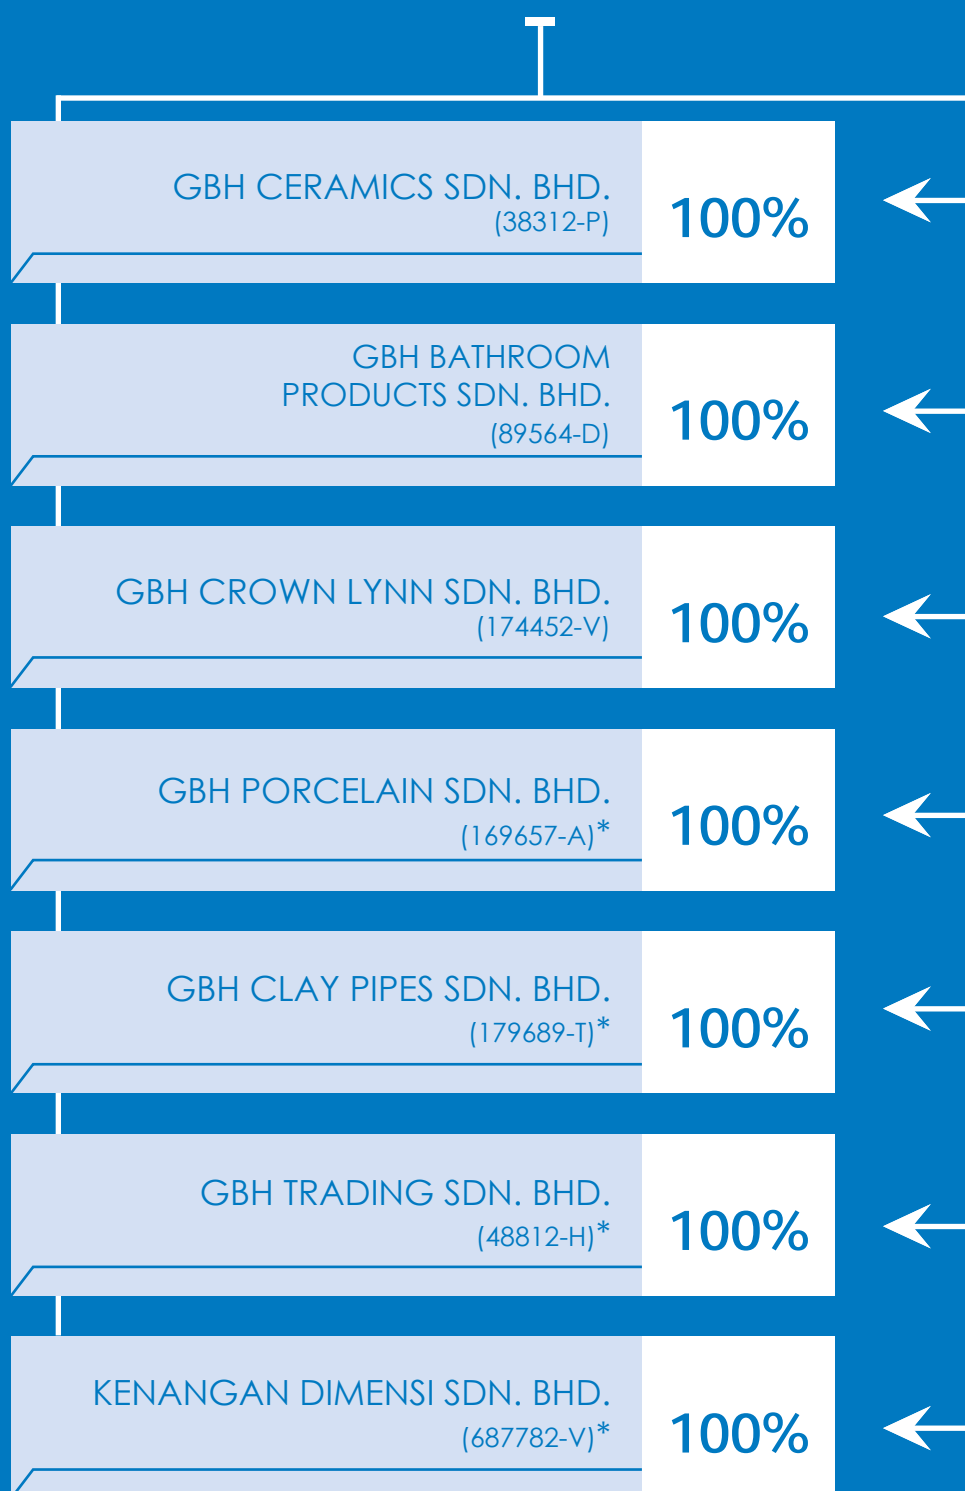 GBH CERAMICS SDN. BHD.
(38312-P)
100%
GBH BATHROOM
PRODUCTS SDN. BHD.
(89564-D)
100%
GBH CROWN LYNN SDN. BHD.
(174452-V)
100%
GBH PORCELAIN SDN. BHD.
(169657-A)*
100%
GBH CLAY PIPES SDN. BHD.
(179689-T)*
100%
GBH TRADING SDN. BHD.
(48812-H)*
100%
KENANGAN DIMENSI SDN. BHD.
(687782-V)*
100%